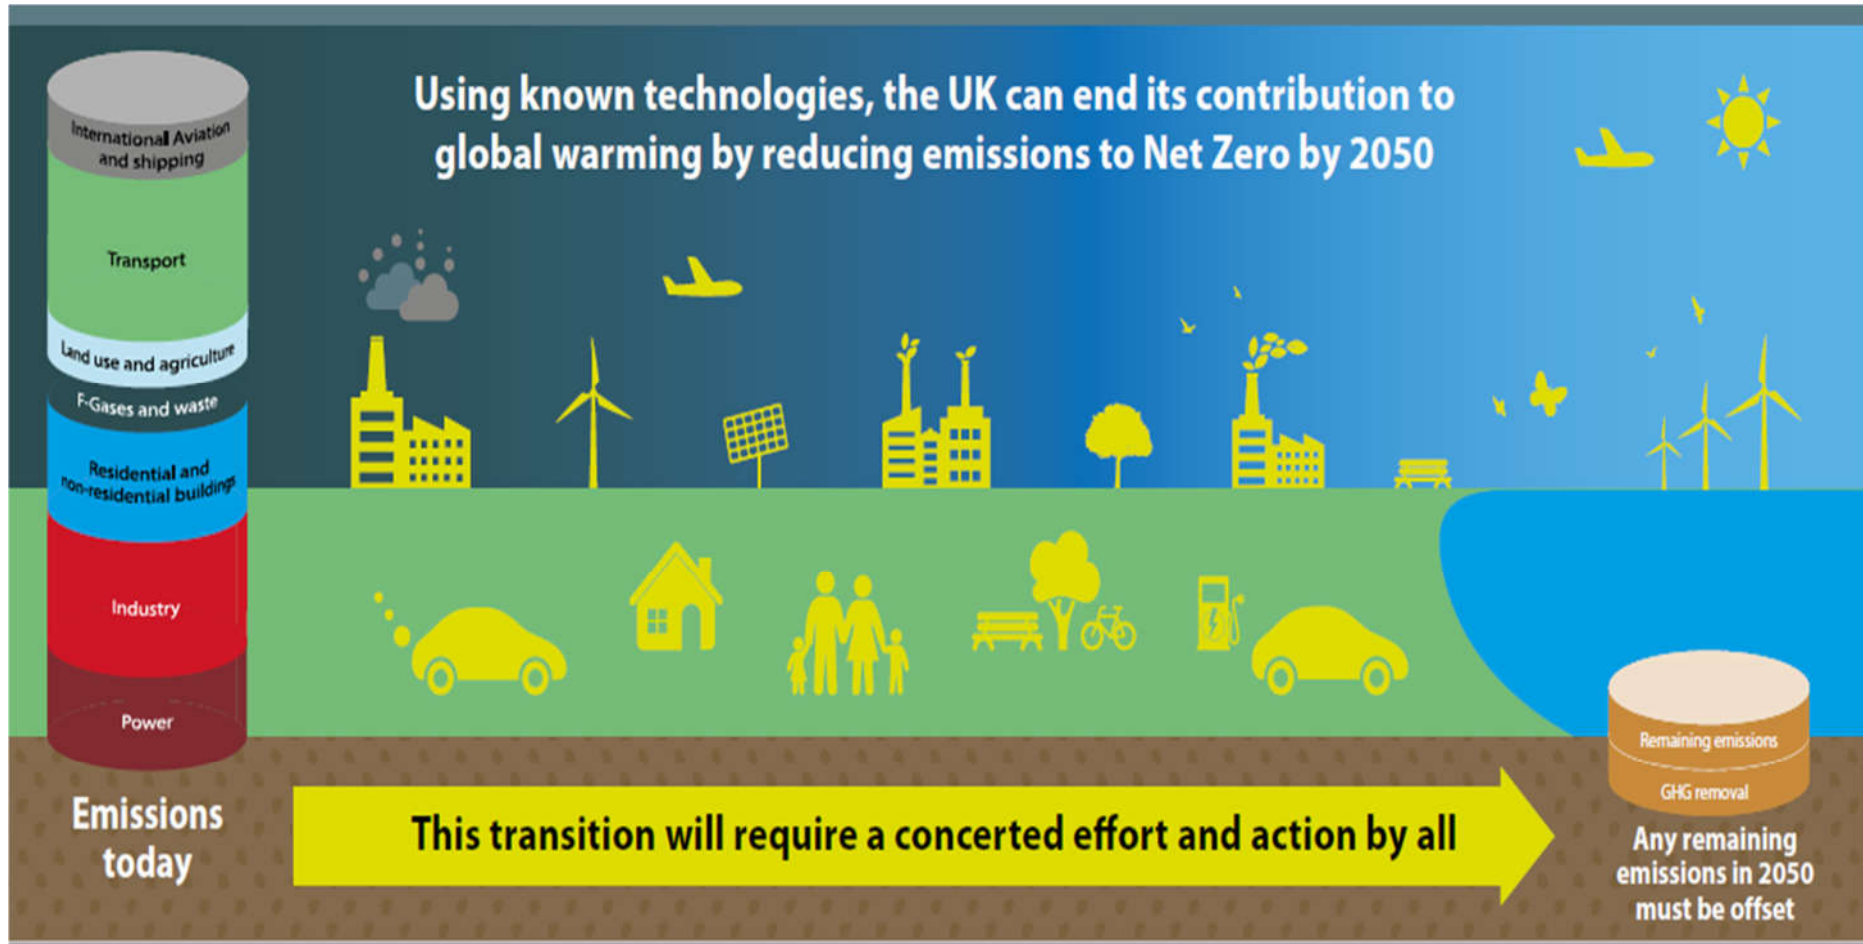 Using known technologies, the UK can end its contribution to
global warming by reducing emissions to Net Zero by 2050
International Aviation
and shipping
Transport
Land use and agriculture
F-Gases and waste
Residential and
non-residential buildings
Industry
Power
Emissions
today
This transition will require a concerted effort and action by all
Remaining emissions
GHG removal
Any remaining
emissions in 2050
must be offset